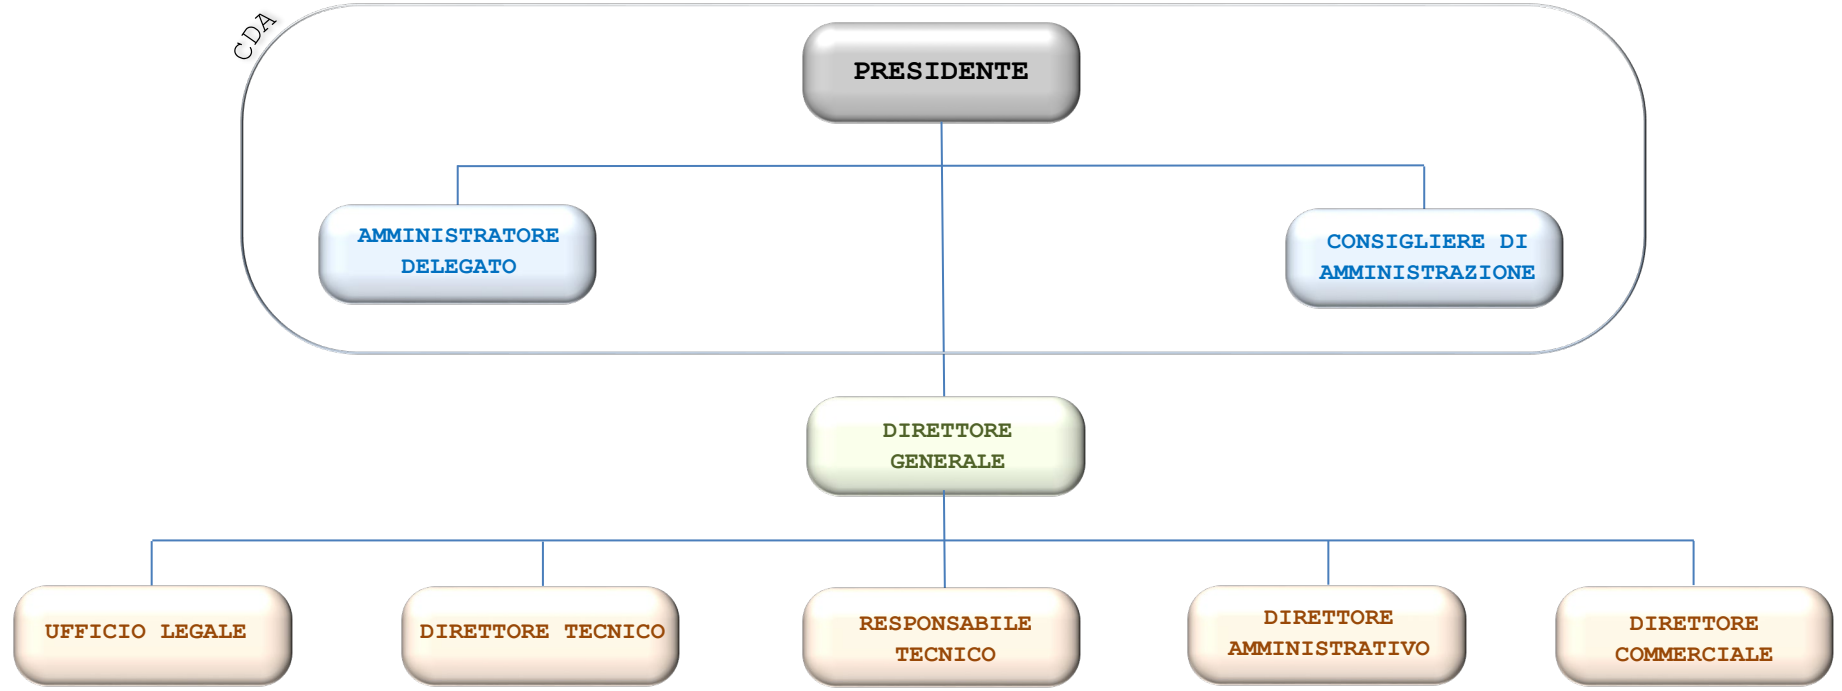 CDA
PRESIDENTE
AMMINISTRATORE
DELEGATO
CONSIGLIERE DI
AMMINISTRAZIONE
DIRETTORE
GENERALE
UFFICIO LEGALE
DIRETTORE TECNICO
RESPONSABILE
TECNICO
DIRETTORE
AMMINISTRATIVO
DIRETTORE
COMMERCIALE